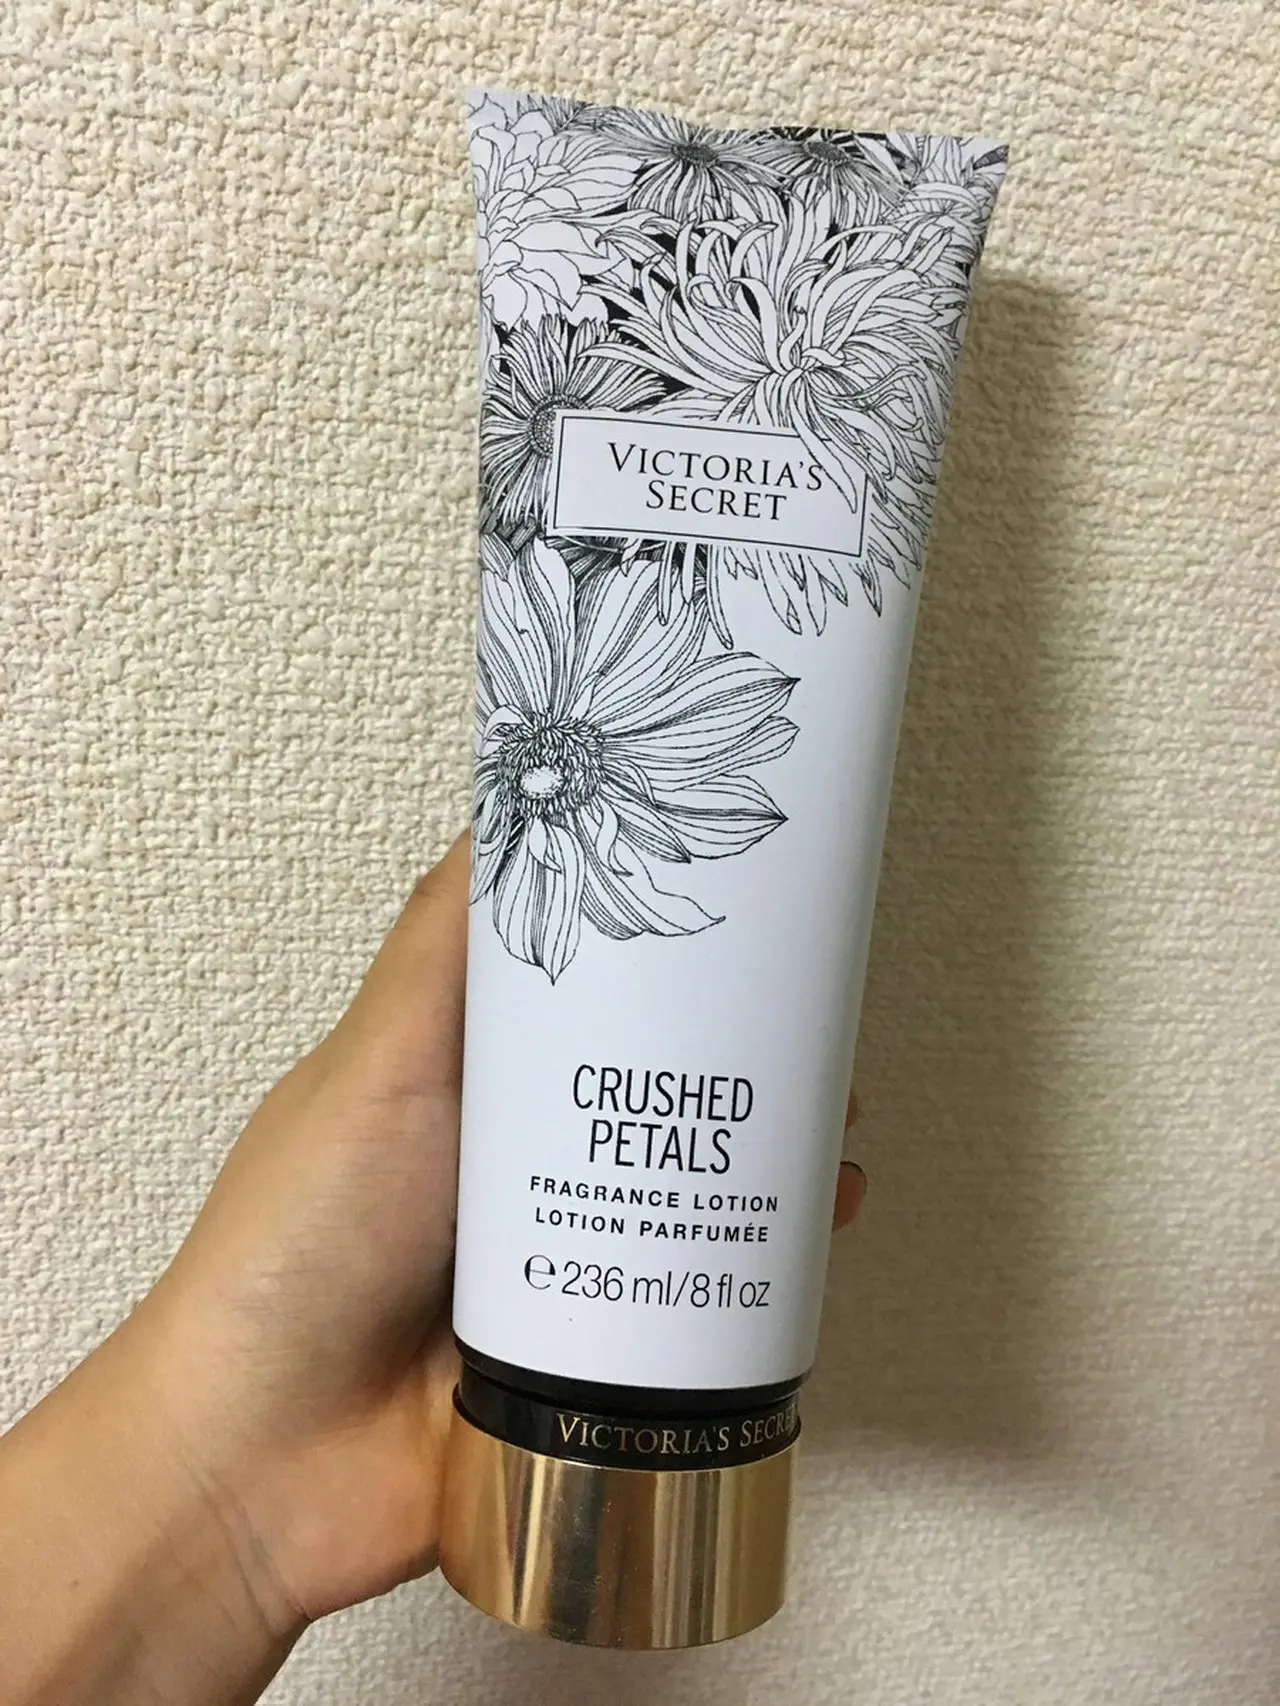 VICTORIA'S
SECRET
CRUSHED
PETALS
FRAGRANCE LOTION
LOTION PARFUMÉE
℮ 236 ml/8 fl oz
VICTORIA'S SECRE